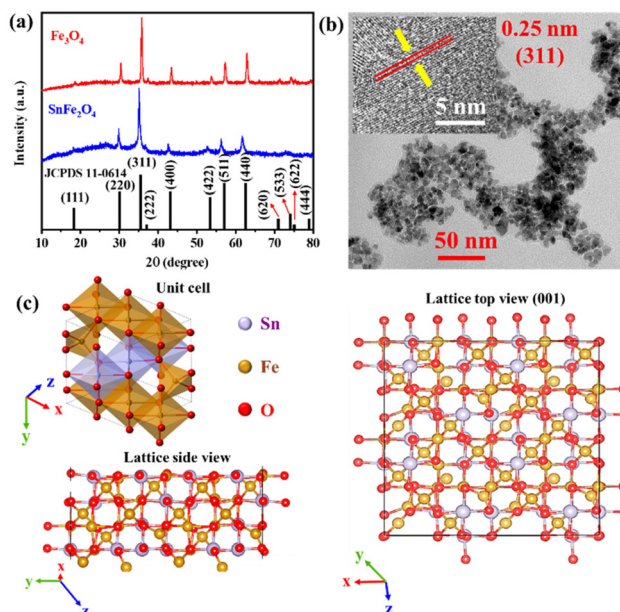 (a)
Fe₃O₄
SnFe₂O₄
JCPDS 11-0614
(111)
(220)
(311)
(222)
(400)
(422)
(511)
(440)
(620)
(533)
(622)
(444)
Intensity (a.u.)
10 20 30 40 50 60 70 80
2θ (degree)
(b)
0.25 nm
(311)
5 nm
50 nm
(c)
Unit cell
Sn
Fe
O
z
x
y
Lattice side view
x
y
z
Lattice top view (001)
y
x
z